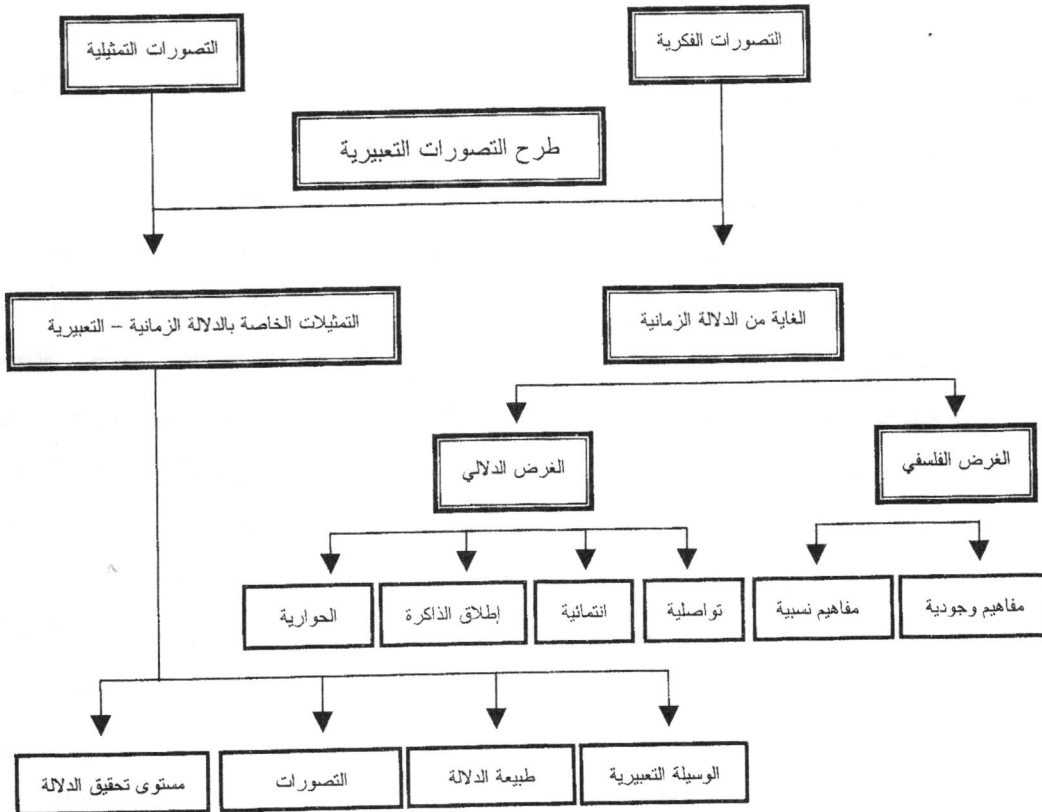 التصورات الفكرية
التصورات التمثيلية
طرح التصورات التعبيرية
الغاية من الدلالة الزمانية
التمثيلات الخاصة بالدلالة الزمانية – التعبيرية
الغرض الفلسفي
الغرض الدلالي
مفاهيم وجودية
مفاهيم نسبية
تواصلية
انتمائية
إطلاق الذاكرة
الحوارية
الوسيلة التعبيرية
طبيعة الدلالة
التصورات
مستوى تحقيق الدلالة